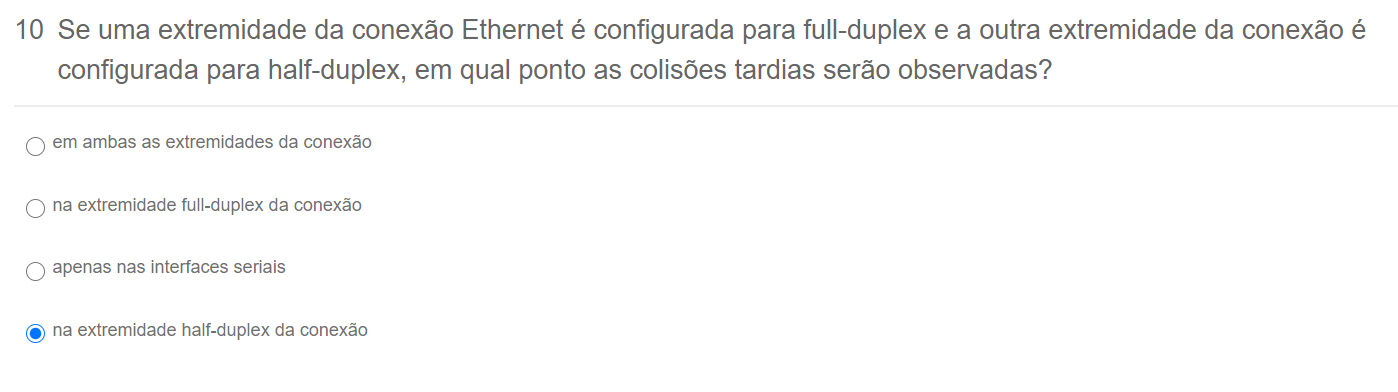 10 Se uma extremidade da conexão Ethernet é configurada para full-duplex e a outra extremidade da conexão é
configurada para half-duplex, em qual ponto as colisões tardias serão observadas?
em ambas as extremidades da conexão
na extremidade full-duplex da conexão
apenas nas interfaces seriais
na extremidade half-duplex da conexão